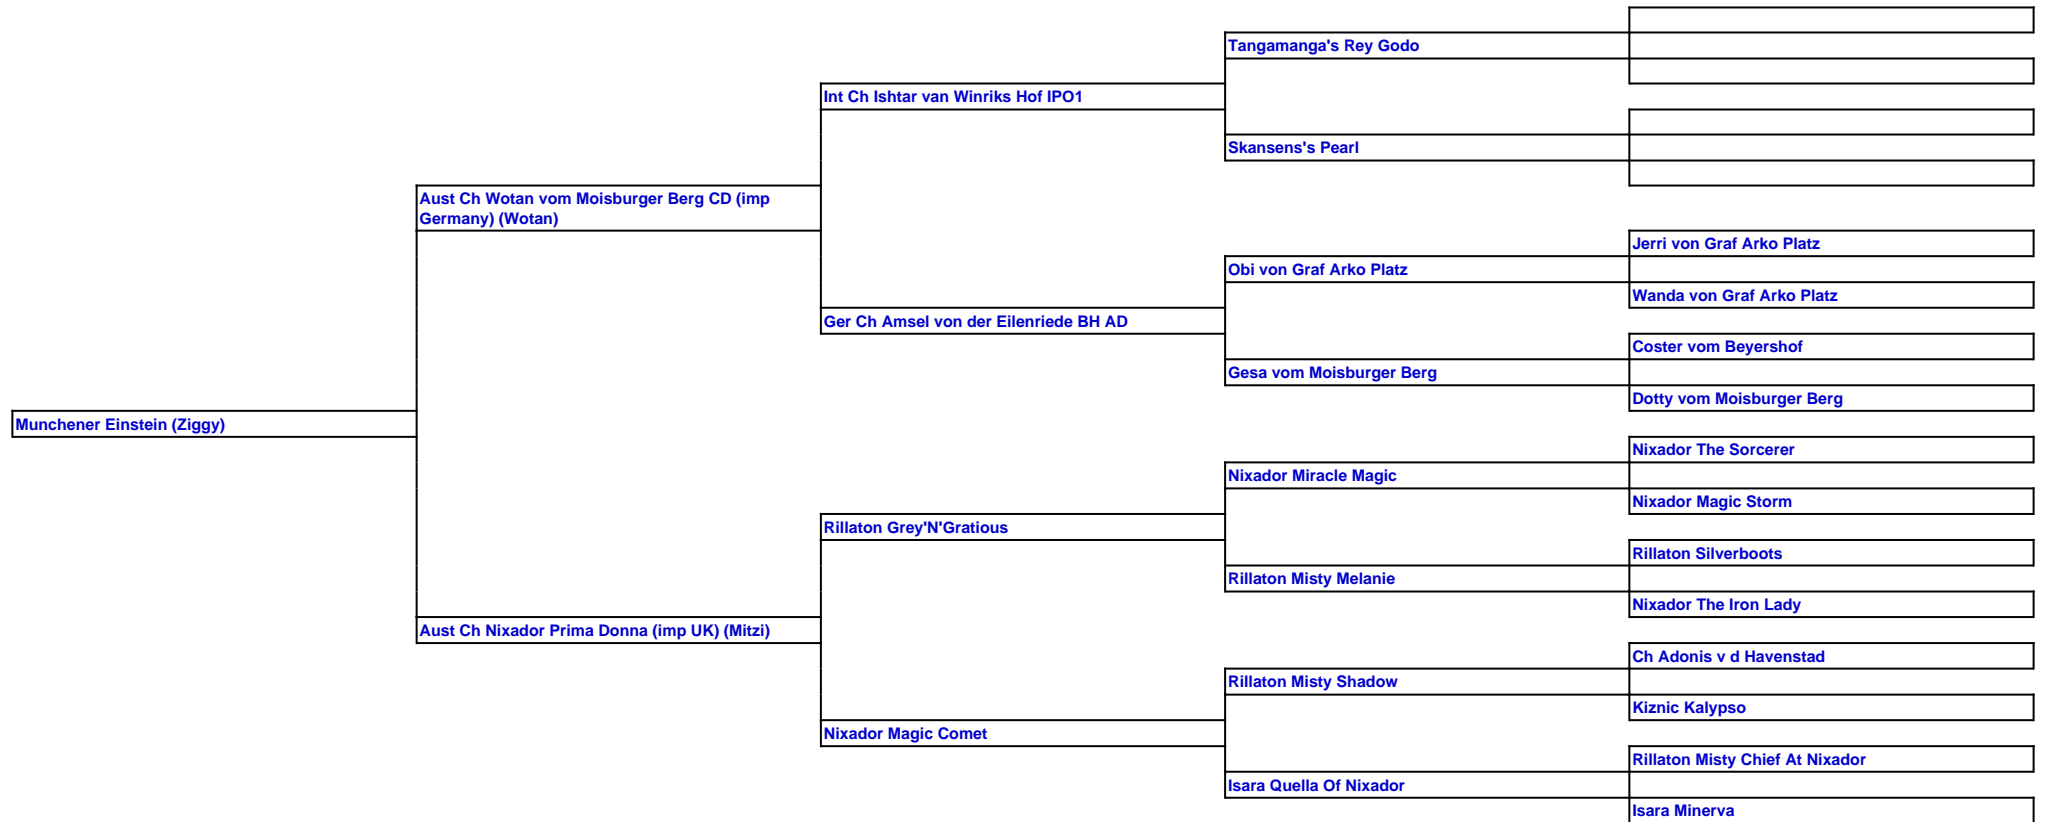 Tangamanga's Rey Godo
Int Ch Ishtar van Winriks Hof IPO1
Skansens's Pearl
Aust Ch Wotan vom Moisburger Berg CD (imp
Germany) (Wotan)
Jerri von Graf Arko Platz
Obi von Graf Arko Platz
Wanda von Graf Arko Platz
Ger Ch Amsel von der Eilenriede BH AD
Coster vom Beyershof
Gesa vom Moisburger Berg
Dotty vom Moisburger Berg
Munchener Einstein (Ziggy)
Nixador The Sorcerer
Nixador Miracle Magic
Nixador Magic Storm
Rillaton Grey'N'Gratious
Rillaton Silverboots
Rillaton Misty Melanie
Nixador The Iron Lady
Aust Ch Nixador Prima Donna (imp UK) (Mitzi)
Ch Adonis v d Havenstad
Rillaton Misty Shadow
Kiznic Kalypso
Nixador Magic Comet
Rillaton Misty Chief At Nixador
Isara Quella Of Nixador
Isara Minerva